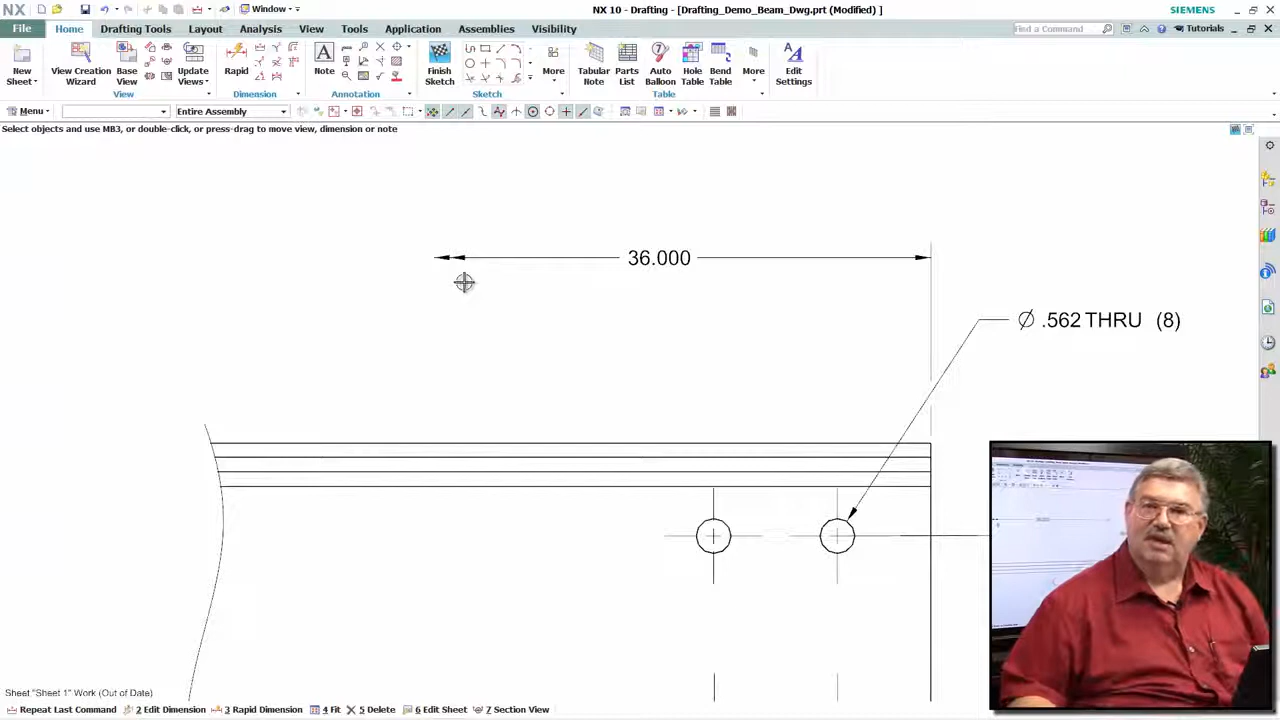 NX
Window
NX 10 - Drafting - [Drafting_Demo_Beam_Dwg.prt (Modified) ]
SIEMENS
File Home Drafting Tools Layout Curve Analysis View Tools Application Assemblies Visibility
Find a Command
Tutorials
New Sheet
View Creation Wizard
Base View
Update Views
View
Rapid
Dimension
Note
Annotation
Finish Sketch
More
Sketch
Tabular Note
Parts List
Auto Balloon
Hole Table
Bend Table
More
Table
Edit Settings
Menu
Entire Assembly
Select objects and use MB3, or double-click, or press-drag to move view, dimension or note
36.000
Ø .562 THRU (8)
Sheet "Sheet 1" Work (Out of Date)
1 Repeat Last Command 2 Edit Dimension 3 Rapid Dimension 4 Fit 5 Delete 6 Edit Sheet 7 Section View